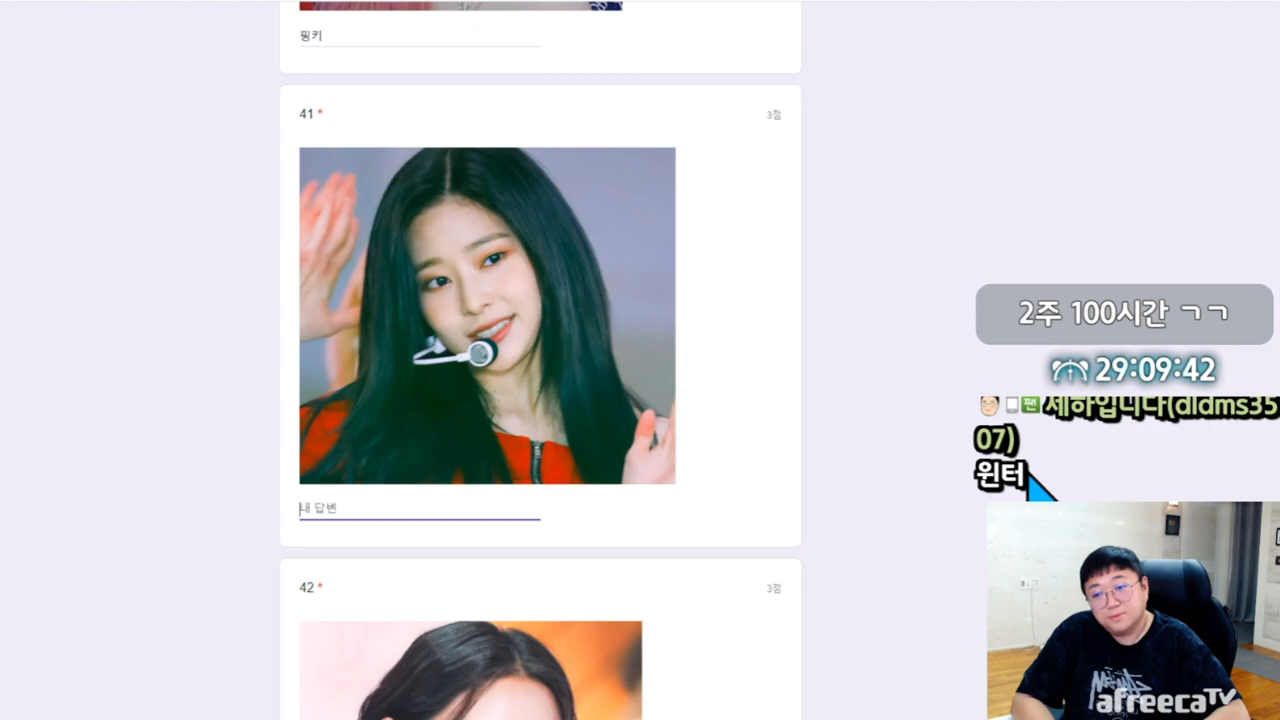 핑키
41 *
3점
내 답변
42 *
3점
2주 100시간 ㄱㄱ
29:09:42
팬 세하입니다(dldms35
07)
윈터
afreecaTV